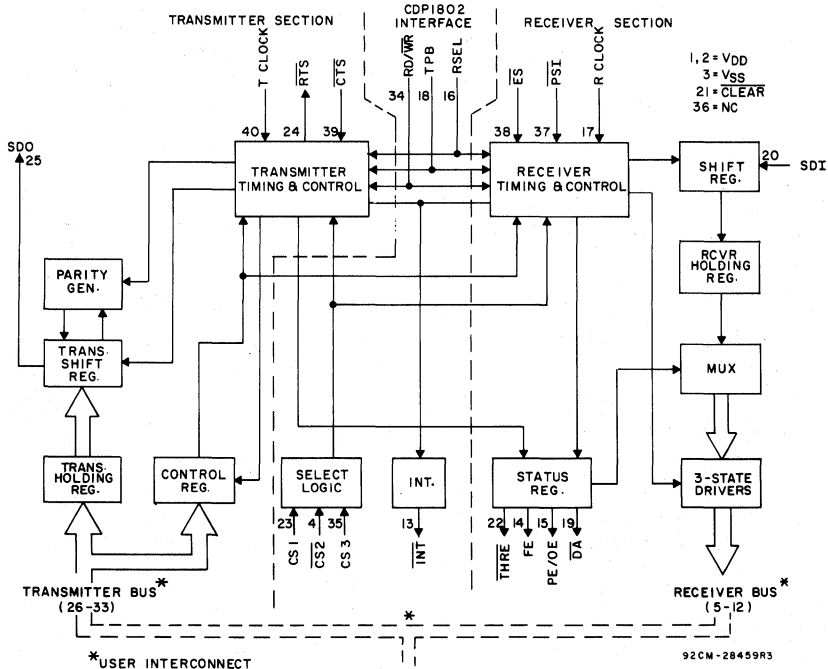 TRANSMITTER SECTION
CDP1802
INTERFACE
RECEIVER SECTION
T CLOCK
RTS
CTS
RD/WR
TPB
RSEL
ES
PSI
R CLOCK
1, 2 = VDD
3 = VSS
21 = CLEAR
36 = NC
34
18
16
40
24
39
38
37
17
SDO
25
TRANSMITTER
TIMING & CONTROL
RECEIVER
TIMING & CONTROL
SHIFT
REG.
20
SDI
PARITY
GEN.
RCVR
HOLDING
REG.
TRANS.
SHIFT
REG.
MUX
TRANS.
HOLDING
REG.
CONTROL
REG.
SELECT
LOGIC
INT.
STATUS
REG.
3-STATE
DRIVERS
23
4
35
13
22
14
15
19
CS1
CS2
CS3
INT
THRE
FE
PE/OE
DA
TRANSMITTER BUS*
(26-33)
RECEIVER BUS*
(5-12)
*
*USER INTERCONNECT
92CM-28459R3